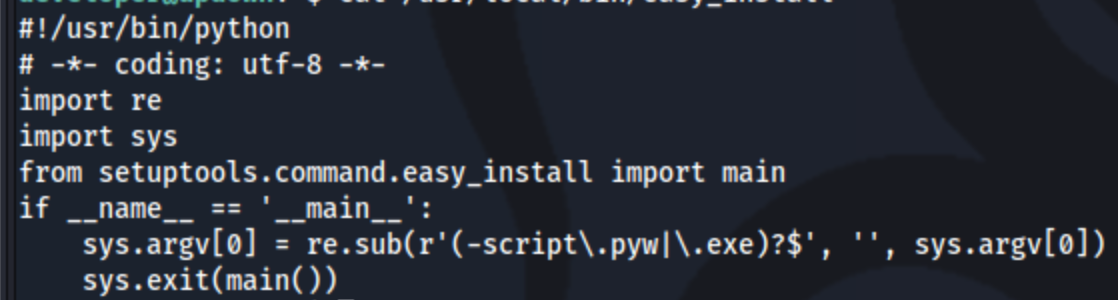 #!/usr/bin/python
# -*- coding: utf-8 -*-
import re
import sys
from setuptools.command.easy_install import main
if __name__ == '__main__':
    sys.argv[0] = re.sub(r'(-script\.pyw|\.exe)?$', '', sys.argv[0])
    sys.exit(main())